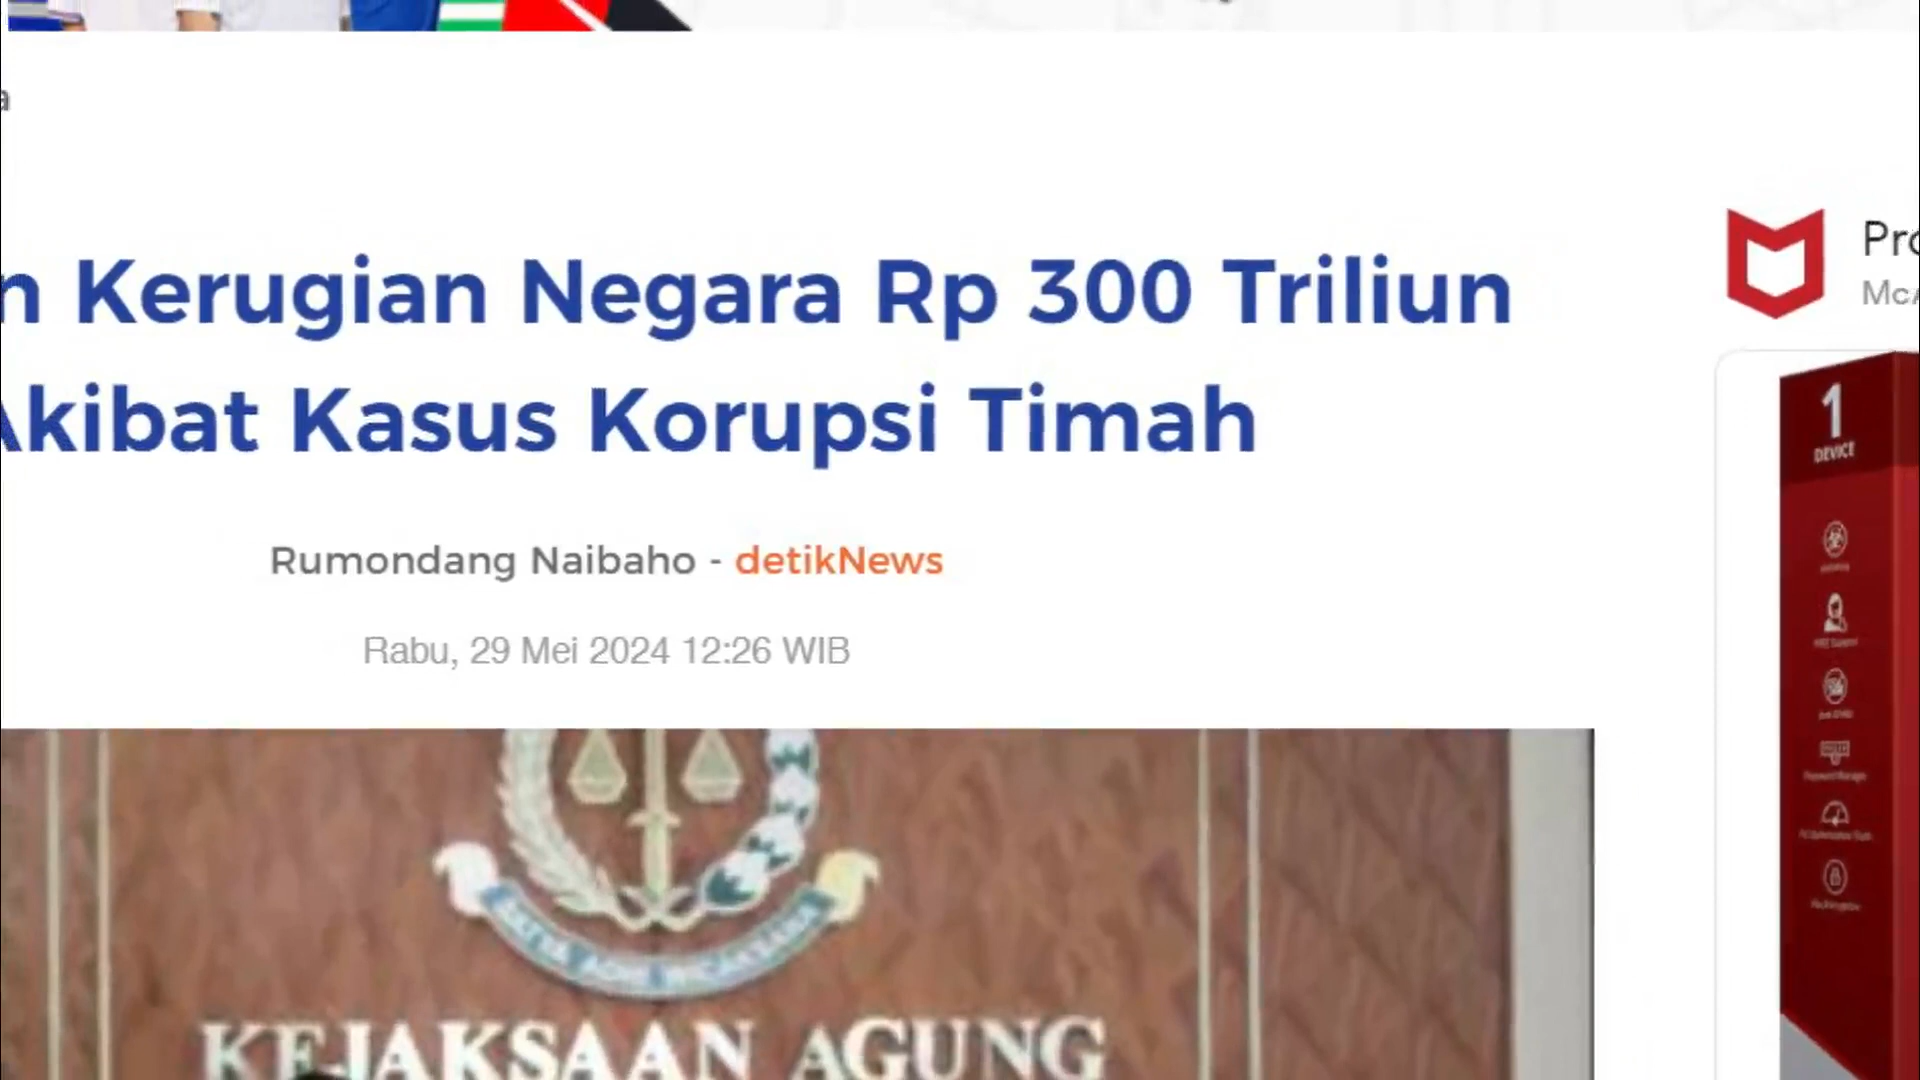 Kerugian Negara Rp 300 Triliun
Akibat Kasus Korupsi Timah
Rumondang Naibaho - detikNews
Rabu, 29 Mei 2024 12:26 WIB
KEJAKSAAN AGUNG
1
DEVICE